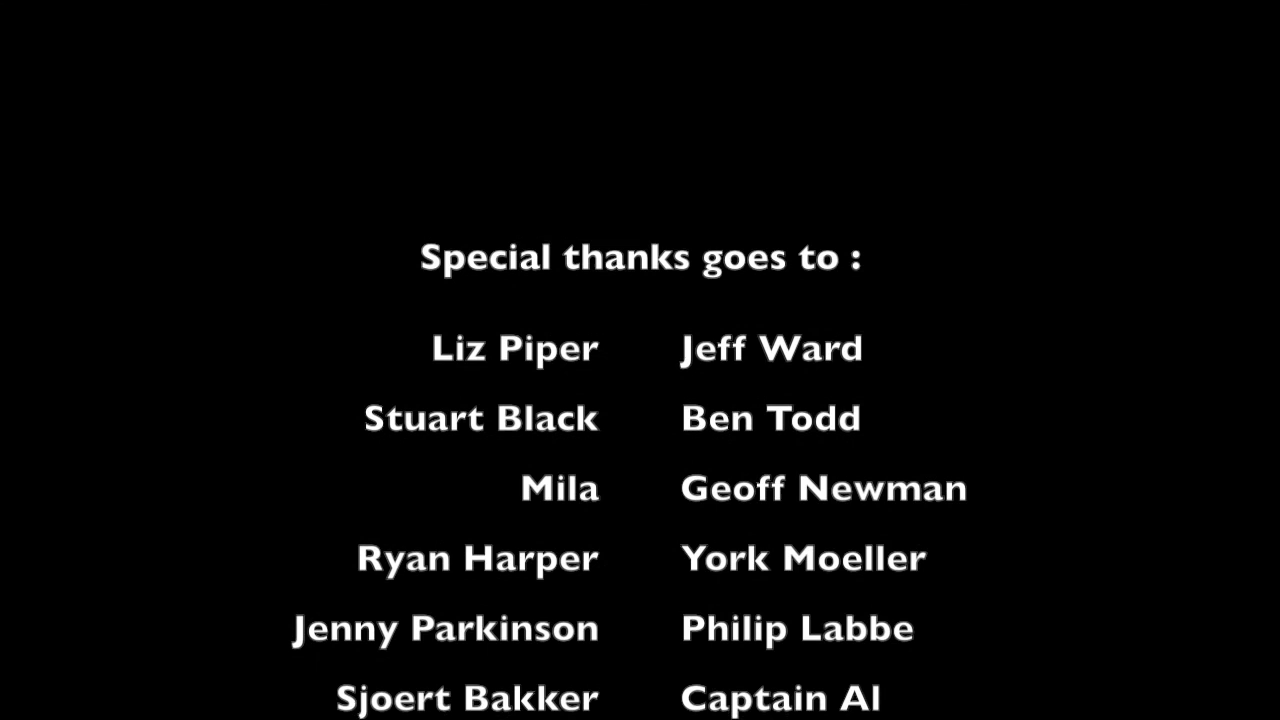 Special thanks goes to :
Liz Piper Jeff Ward
Stuart Black Ben Todd
Mila Geoff Newman
Ryan Harper York Moeller
Jenny Parkinson Philip Labbe
Sjoert Bakker Captain Al